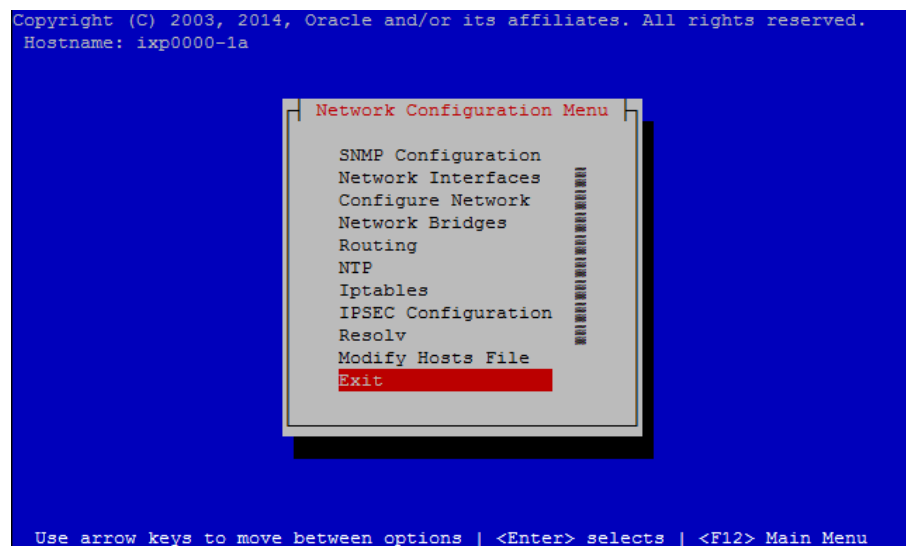 Copyright (C) 2003, 2014, Oracle and/or its affiliates. All rights reserved.
Hostname: ixp0000-1a
Network Configuration Menu
SNMP Configuration
Network Interfaces
Configure Network
Network Bridges
Routing
NTP
Iptables
IPSEC Configuration
Resolv
Modify Hosts File
Exit
Use arrow keys to move between options | <Enter> selects | <F12> Main Menu